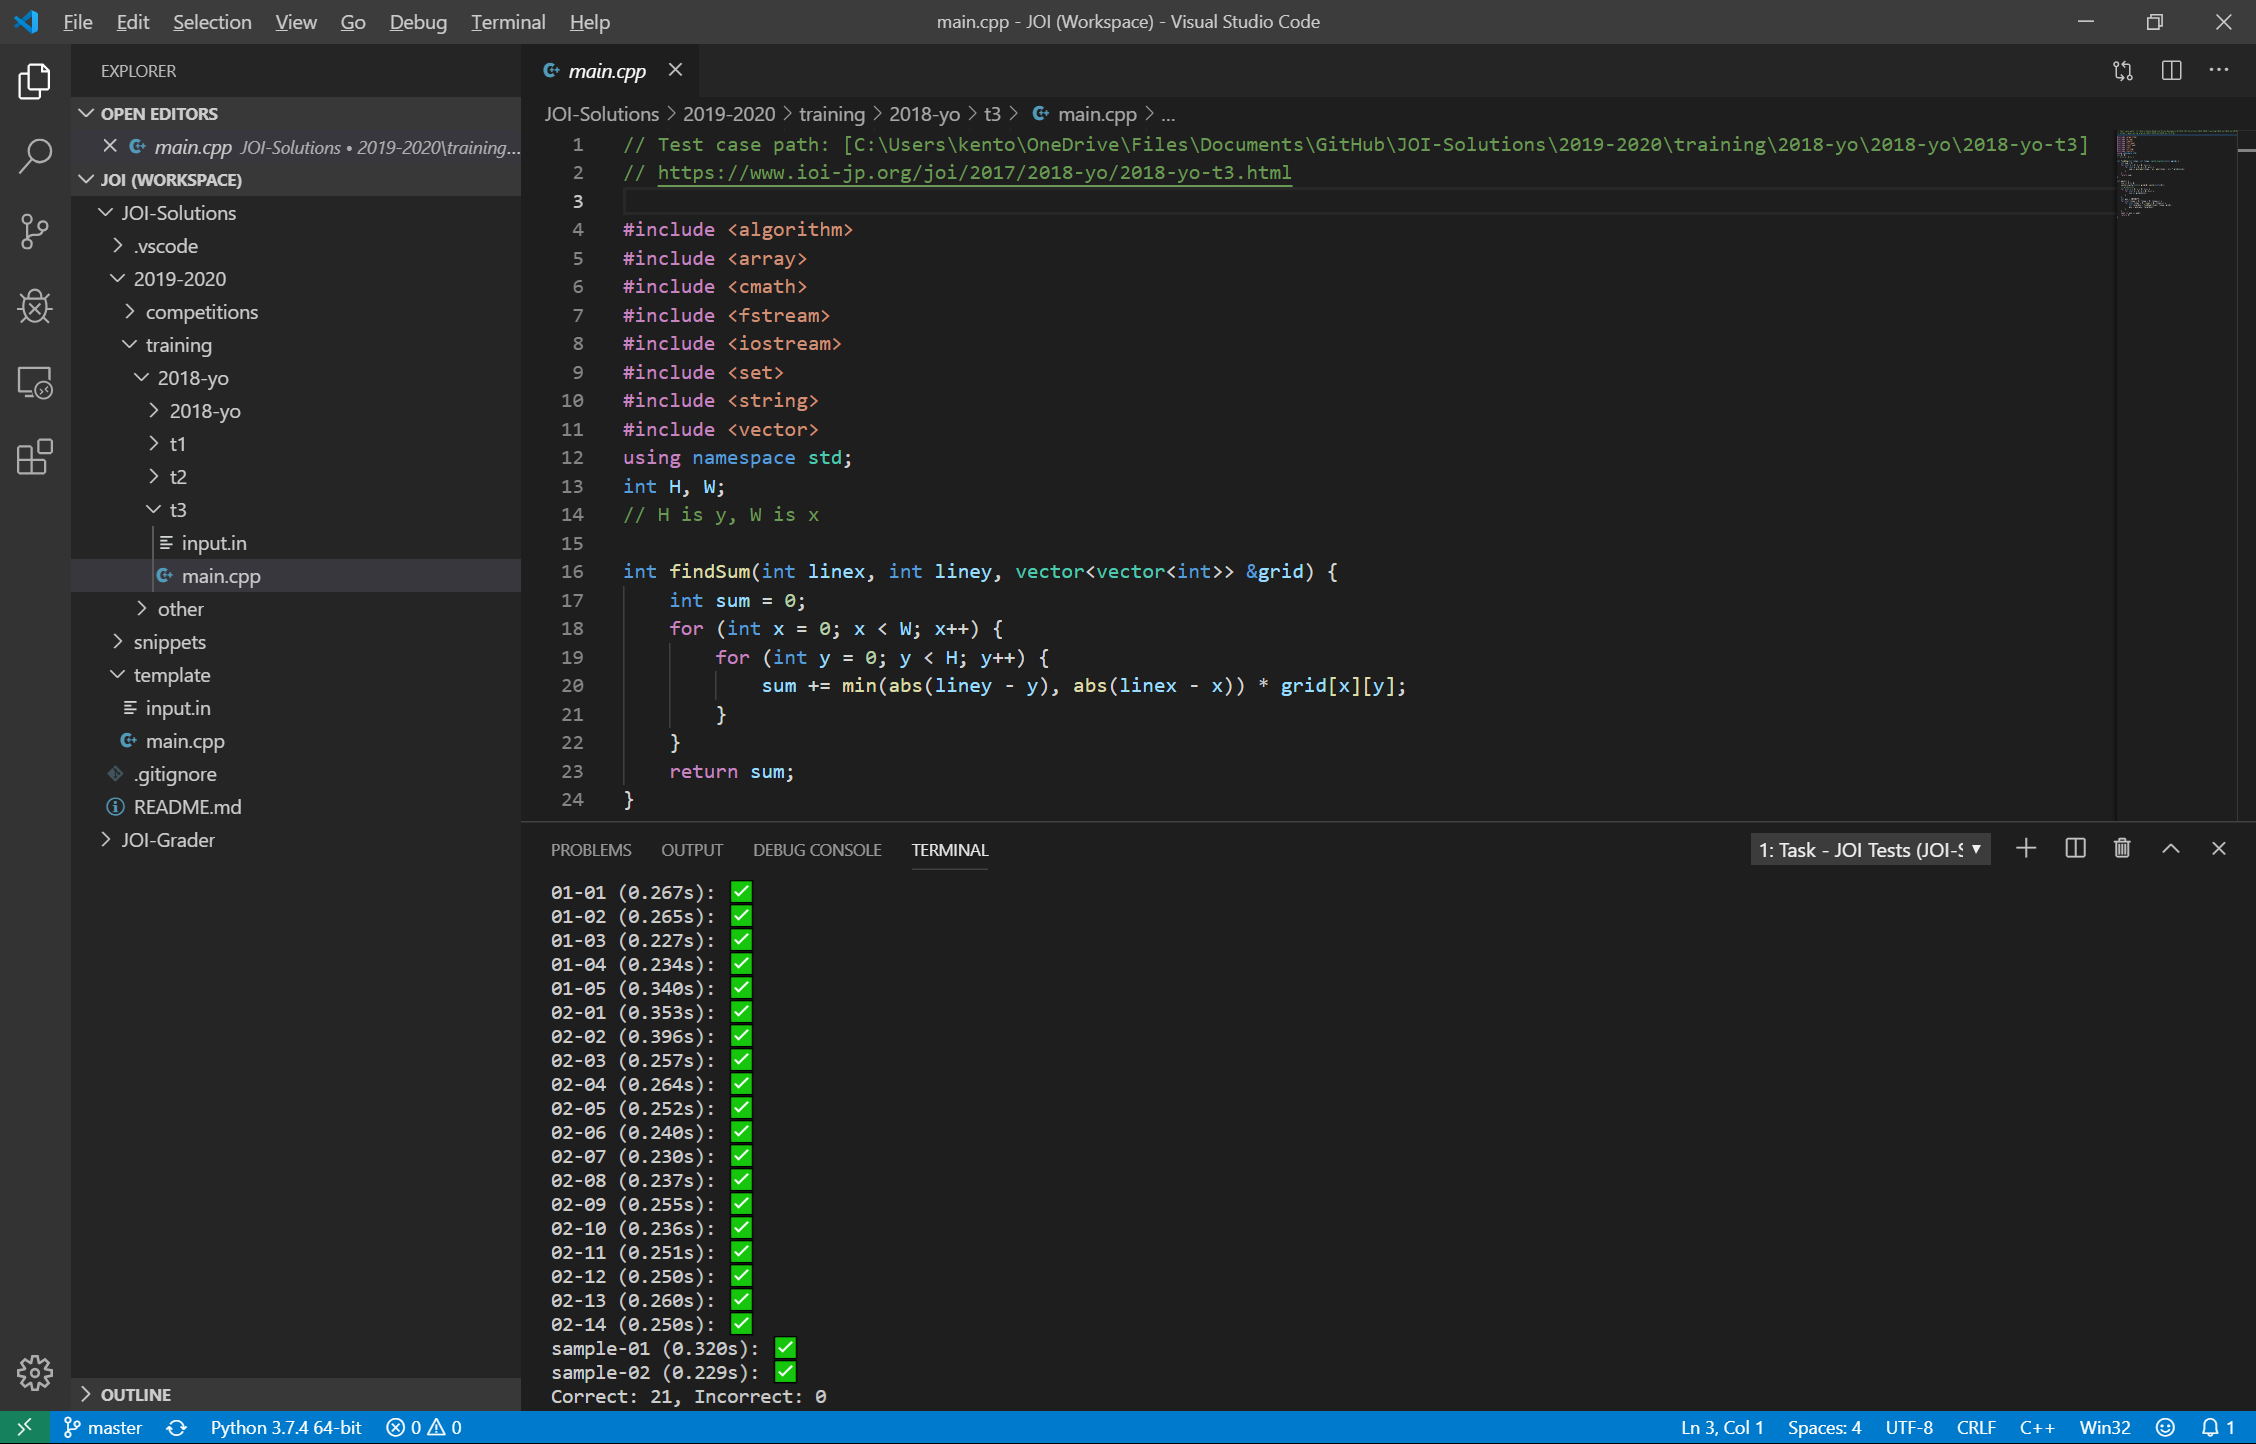 File Edit Selection View Go Debug Terminal Help main.cpp - JOI (Workspace) - Visual Studio Code
EXPLORER
OPEN EDITORS
main.cpp JOI-Solutions • 2019-2020\training...
JOI (WORKSPACE)
JOI-Solutions
.vscode
2019-2020
competitions
training
2018-yo
2018-yo
t1
t2
t3
input.in
main.cpp
other
snippets
template
input.in
main.cpp
.gitignore
README.md
JOI-Grader
OUTLINE
main.cpp
JOI-Solutions > 2019-2020 > training > 2018-yo > t3 > main.cpp > ...
1 // Test case path: [C:\Users\kento\OneDrive\Files\Documents\GitHub\JOI-Solutions\2019-2020\training\2018-yo\2018-yo\2018-yo-t3]
2 // https://www.ioi-jp.org/joi/2017/2018-yo/2018-yo-t3.html
3
4 #include <algorithm>
5 #include <array>
6 #include <cmath>
7 #include <fstream>
8 #include <iostream>
9 #include <set>
10 #include <string>
11 #include <vector>
12 using namespace std;
13 int H, W;
14 // H is y, W is x
15
16 int findSum(int linex, int liney, vector<vector<int>> &grid) {
17 int sum = 0;
18 for (int x = 0; x < W; x++) {
19 for (int y = 0; y < H; y++) {
20 sum += min(abs(liney - y), abs(linex - x)) * grid[x][y];
21 }
22 }
23 return sum;
24 }
PROBLEMS OUTPUT DEBUG CONSOLE TERMINAL 1: Task - JOI Tests (JOI-S
01-01 (0.267s): ✅
01-02 (0.265s): ✅
01-03 (0.227s): ✅
01-04 (0.234s): ✅
01-05 (0.340s): ✅
02-01 (0.353s): ✅
02-02 (0.396s): ✅
02-03 (0.257s): ✅
02-04 (0.264s): ✅
02-05 (0.252s): ✅
02-06 (0.240s): ✅
02-07 (0.230s): ✅
02-08 (0.237s): ✅
02-09 (0.255s): ✅
02-10 (0.236s): ✅
02-11 (0.251s): ✅
02-12 (0.250s): ✅
02-13 (0.260s): ✅
02-14 (0.250s): ✅
sample-01 (0.320s): ✅
sample-02 (0.229s): ✅
Correct: 21, Incorrect: 0
master Python 3.7.4 64-bit 0 0 Ln 3, Col 1 Spaces: 4 UTF-8 CRLF C++ Win32 1